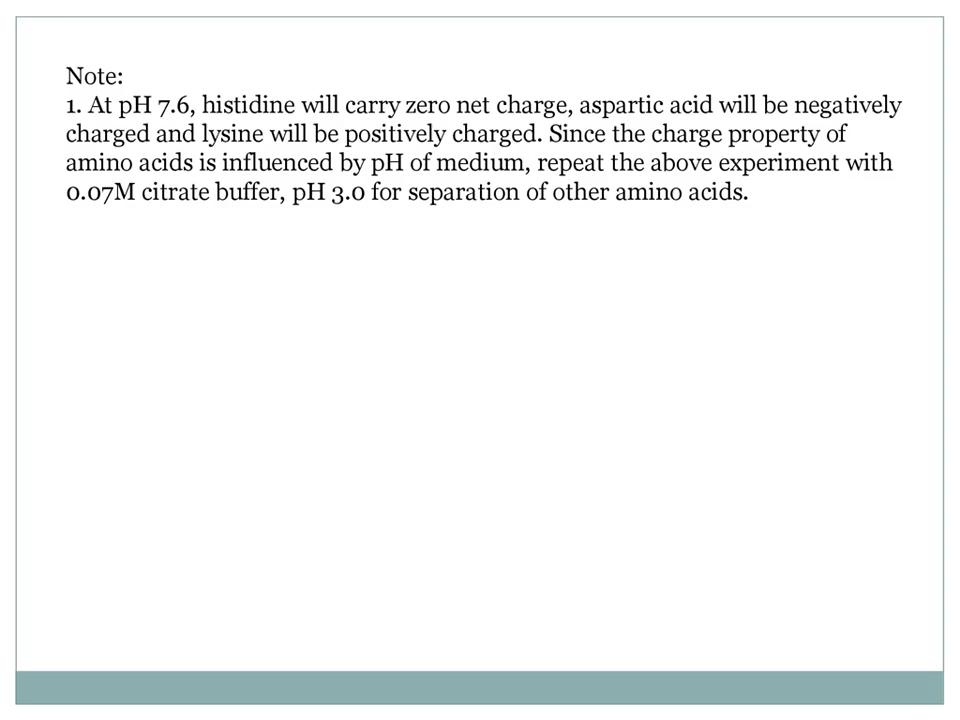 Note:
1. At pH 7.6, histidine will carry zero net charge, aspartic acid will be negatively
charged and lysine will be positively charged. Since the charge property of
amino acids is influenced by pH of medium, repeat the above experiment with
0.07M citrate buffer, pH 3.0 for separation of other amino acids.